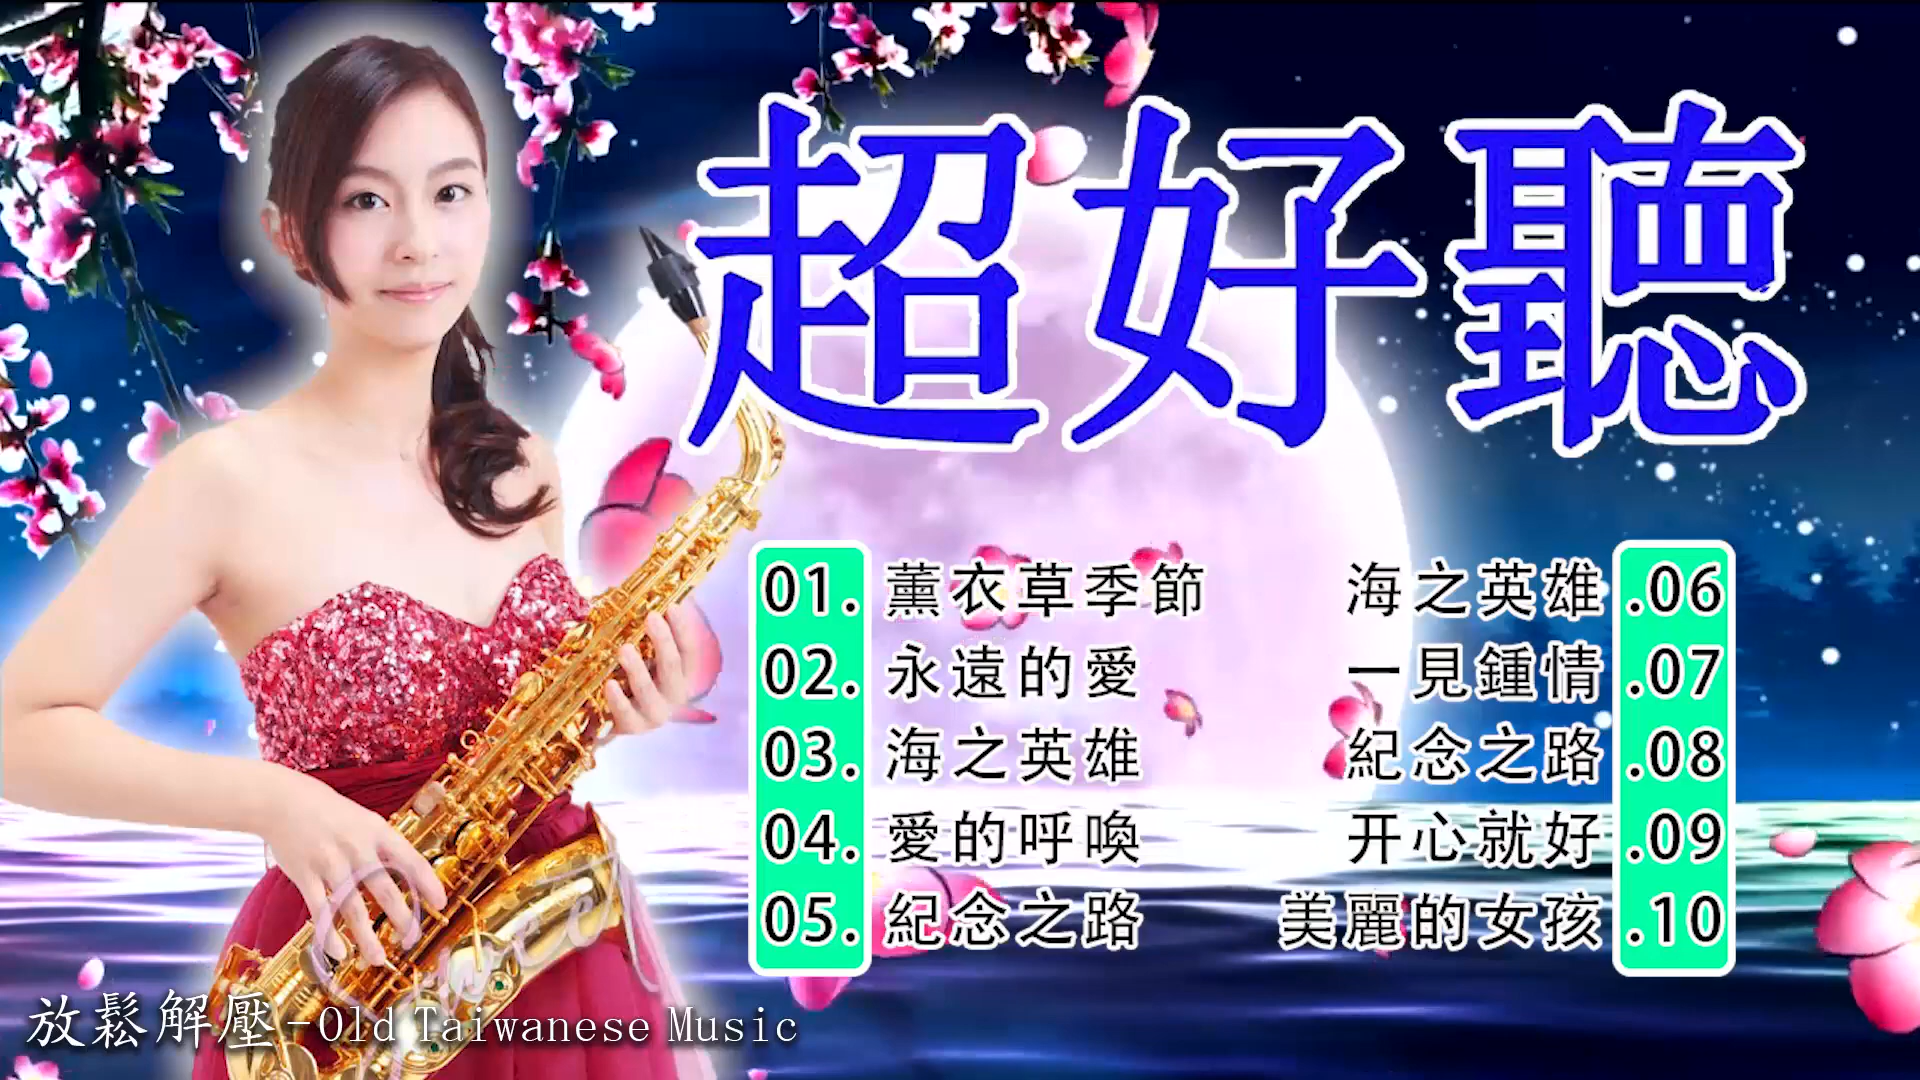 超好聽
01. 薰衣草季節
02. 永遠的愛
03. 海之英雄
04. 愛的呼喚
05. 紀念之路
海之英雄 .06
一見鍾情 .07
紀念之路 .08
开心就好 .09
美麗的女孩 .10
放鬆解壓-Old Taiwanese Music